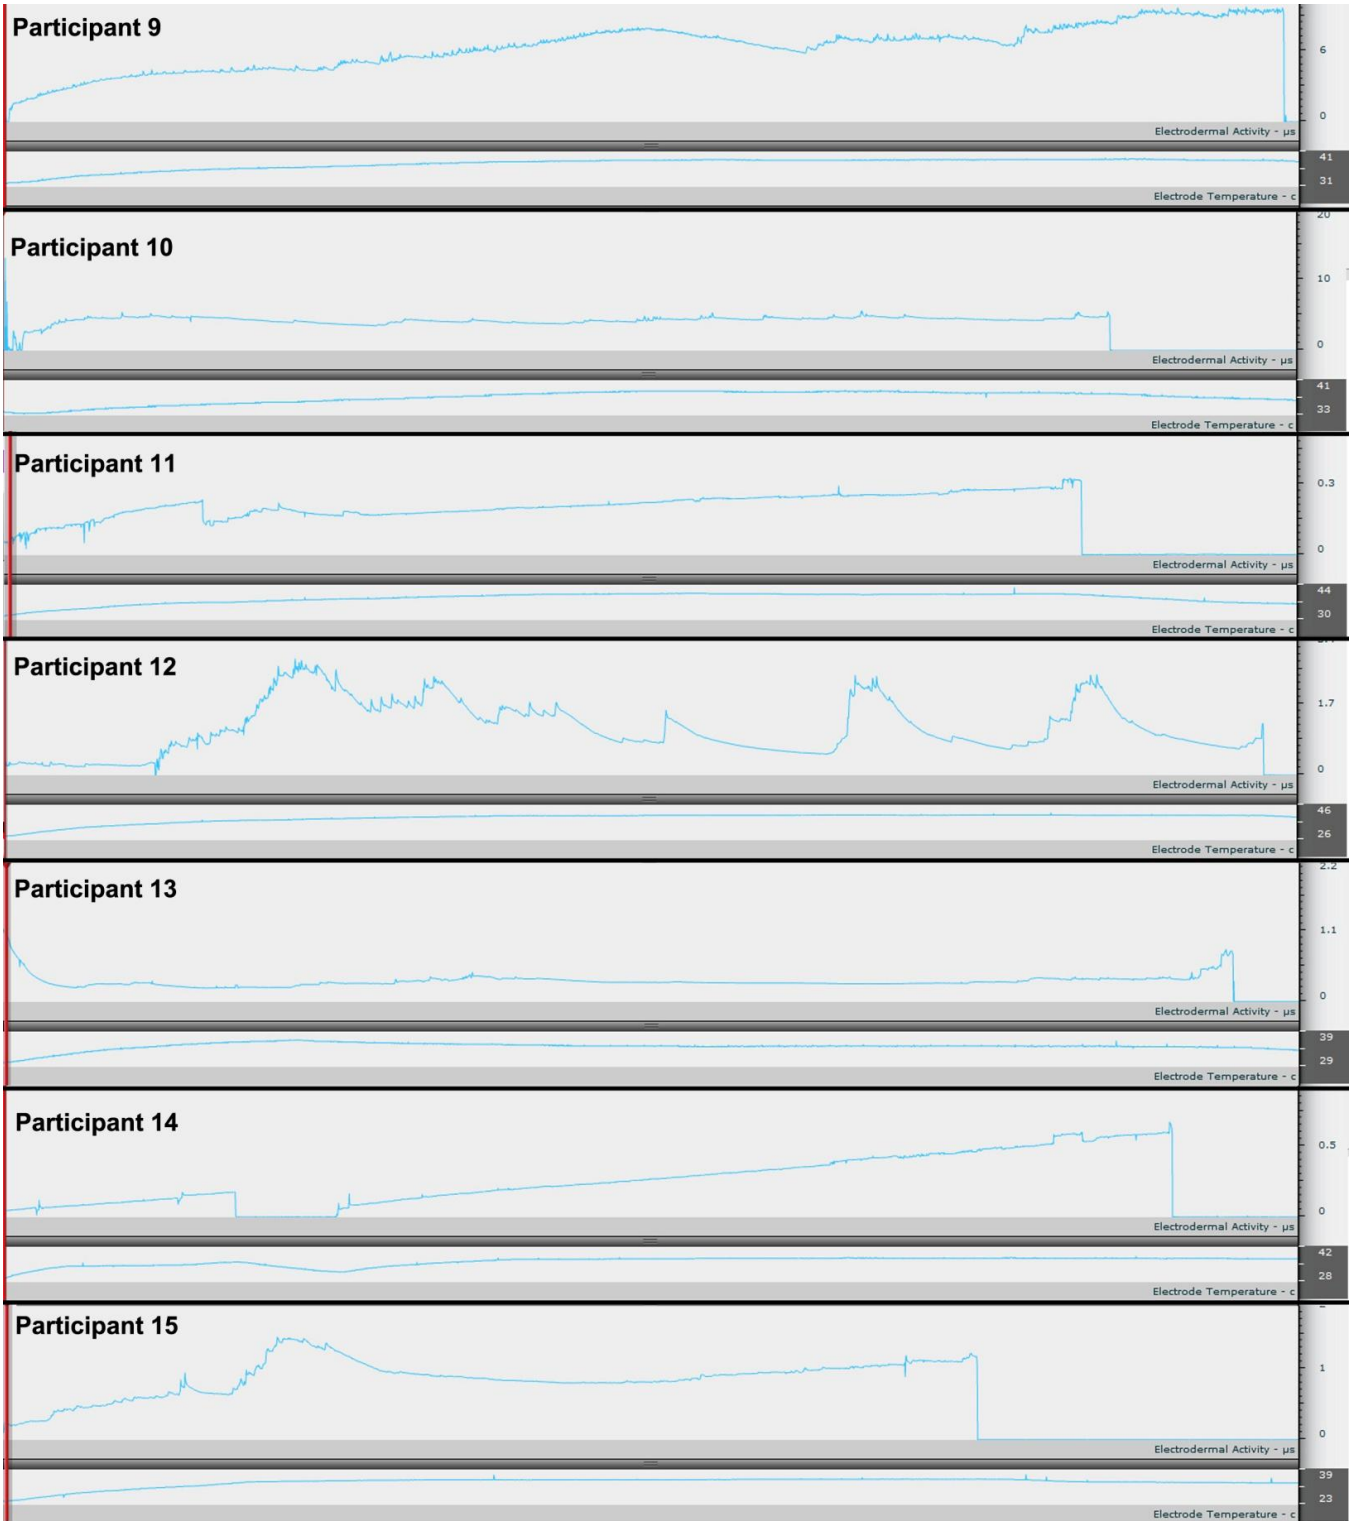 Participant 9
6
0
Electrodermal Activity - µs
41
31
Electrode Temperature - c
20
Participant 10
10
0
Electrodermal Activity - µs
41
33
Electrode Temperature - c
Participant 11
0.3
0
Electrodermal Activity - µs
44
30
Electrode Temperature - c
Participant 12
1.7
0
Electrodermal Activity - µs
46
26
Electrode Temperature - c
2.2
Participant 13
1.1
0
Electrodermal Activity - µs
39
29
Electrode Temperature - c
Participant 14
0.5
0
Electrodermal Activity - µs
42
28
Electrode Temperature - c
Participant 15
1
0
Electrodermal Activity - µs
39
23
Electrode Temperature - c